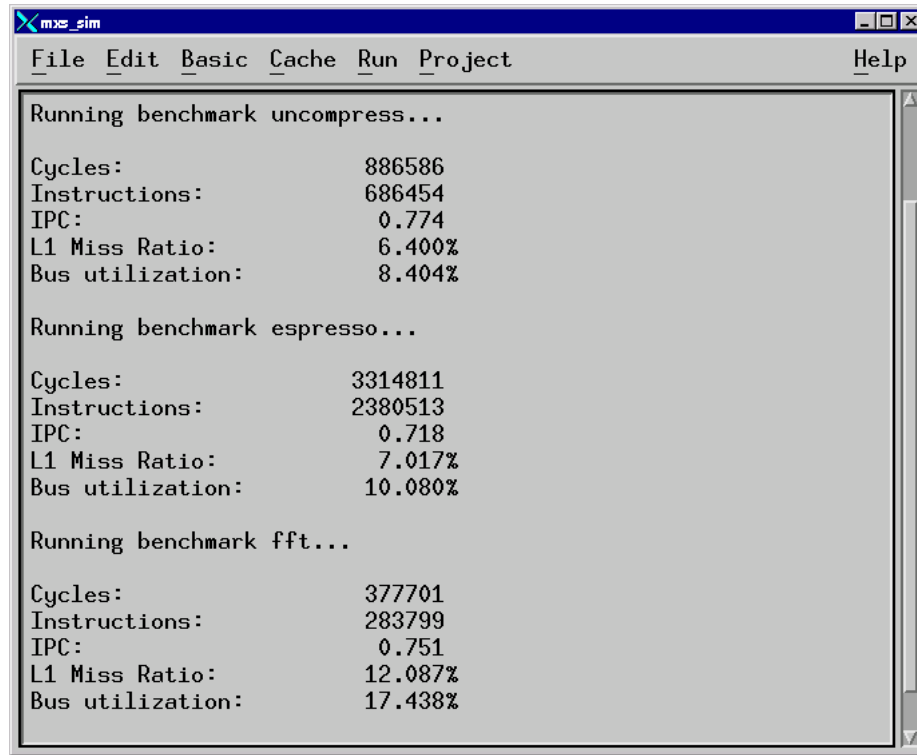 mxs_sim
File Edit Basic Cache Run Project Help
Running benchmark uncompress...
Cycles: 886586
Instructions: 686454
IPC: 0.774
L1 Miss Ratio: 6.400%
Bus utilization: 8.404%
Running benchmark espresso...
Cycles: 3314811
Instructions: 2380513
IPC: 0.718
L1 Miss Ratio: 7.017%
Bus utilization: 10.080%
Running benchmark fft...
Cycles: 377701
Instructions: 283799
IPC: 0.751
L1 Miss Ratio: 12.087%
Bus utilization: 17.438%